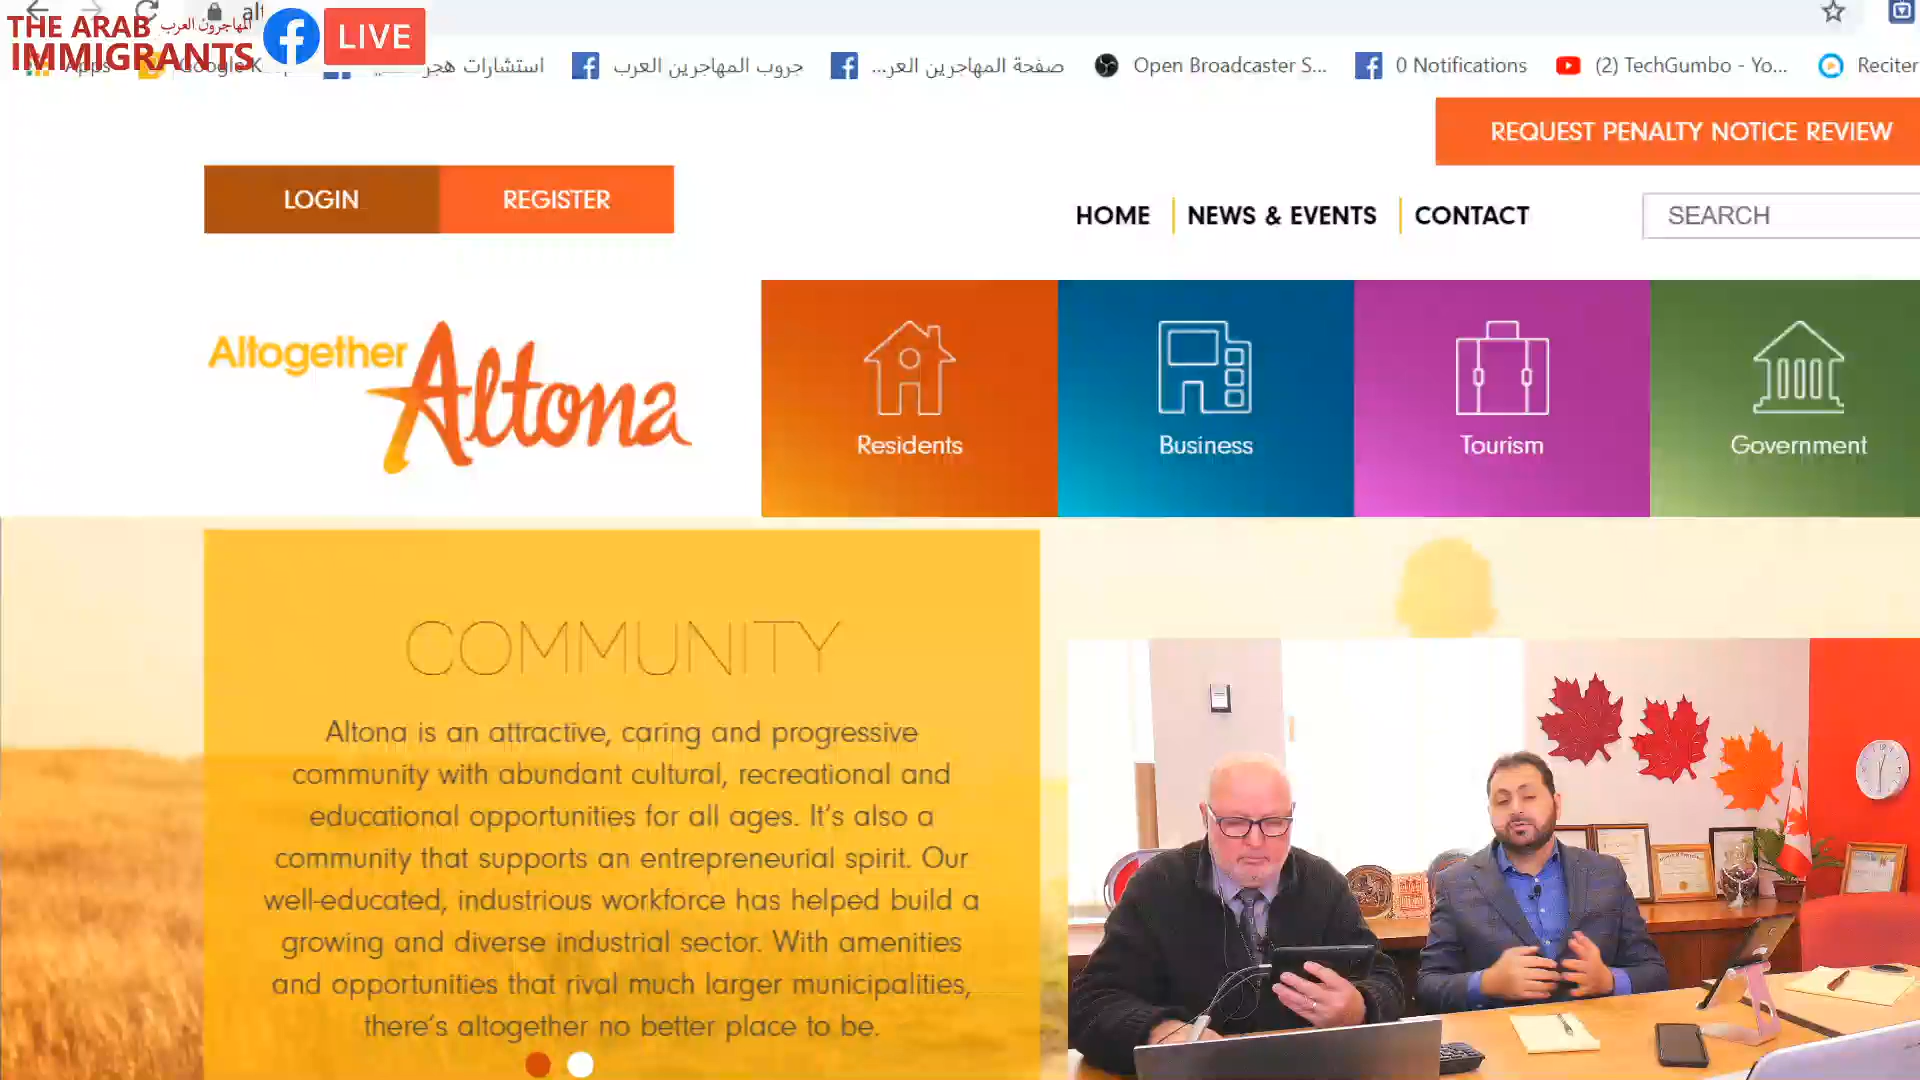 THE ARAB المهاجرون العرب
IMMIGRANTS
LIVE
Apps
استشارات
جروب المهاجرين العرب
صفحة المهاجرين العر...
Open Broadcaster S...
0 Notifications
(2) TechGumbo - Yo...
Reciter
REQUEST PENALTY NOTICE REVIEW
LOGIN
REGISTER
HOME
NEWS & EVENTS
CONTACT
SEARCH
Altogether
Altona
Residents
Business
Tourism
Government
COMMUNITY
Altona is an attractive, caring and progressive
community with abundant cultural, recreational and
educational opportunities for all ages. It's also a
community that supports an entrepreneurial spirit. Our
well-educated, industrious workforce has helped build a
growing and diverse industrial sector. With amenities
and opportunities that rival much larger municipalities,
there's altogether no better place to be.